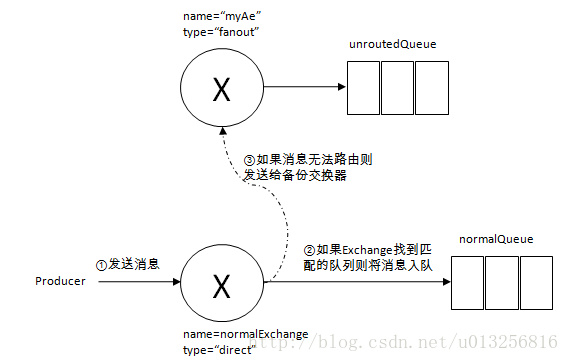 name=“myAe”
type=“fanout”
unroutedQueue
X
③如果消息无法路由则
发送给备份交换器
①发送消息
②如果Exchange找到匹
配的队列则将消息入队
normalQueue
Producer
X
name=normalExchange
type=“direct”
http://blog.csdn.net/u013256816